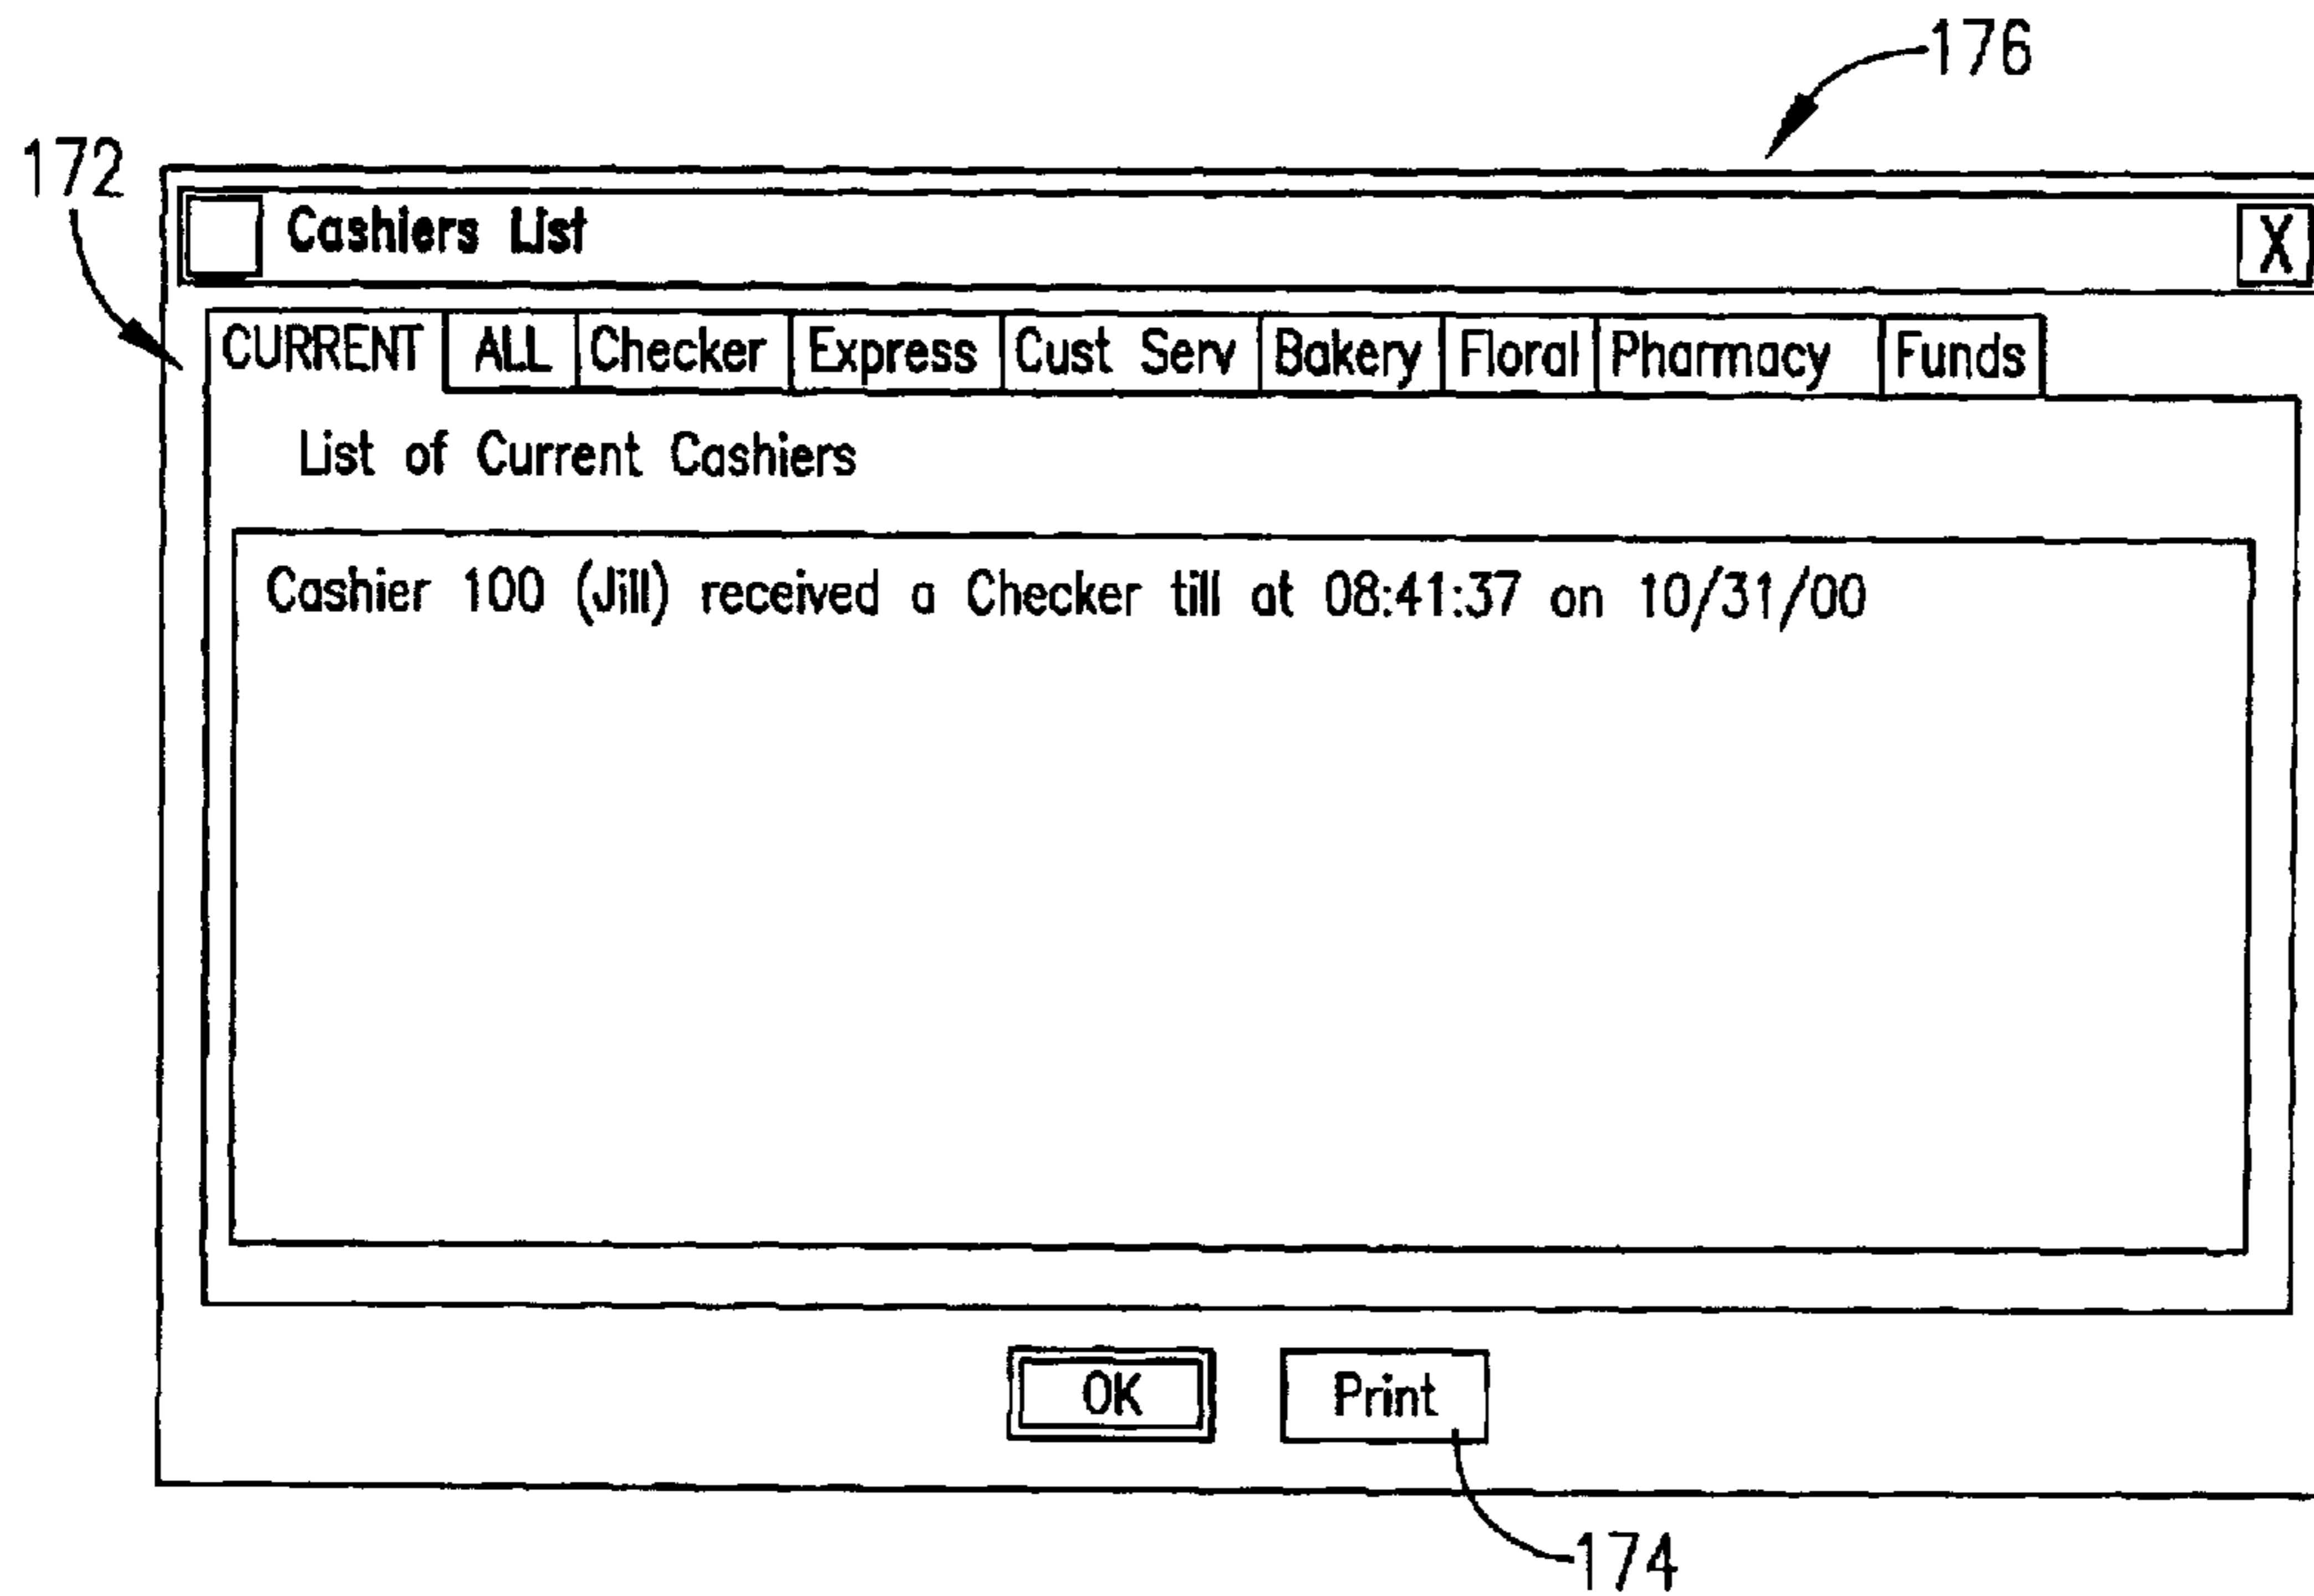 176
172
Cashiers List X
CURRENT ALL Checker Express Cust Serv Bakery Floral Pharmacy Funds
List of Current Cashiers
Cashier 100 (Jill) received a Checker till at 08:41:37 on 10/31/00
OK Print
174